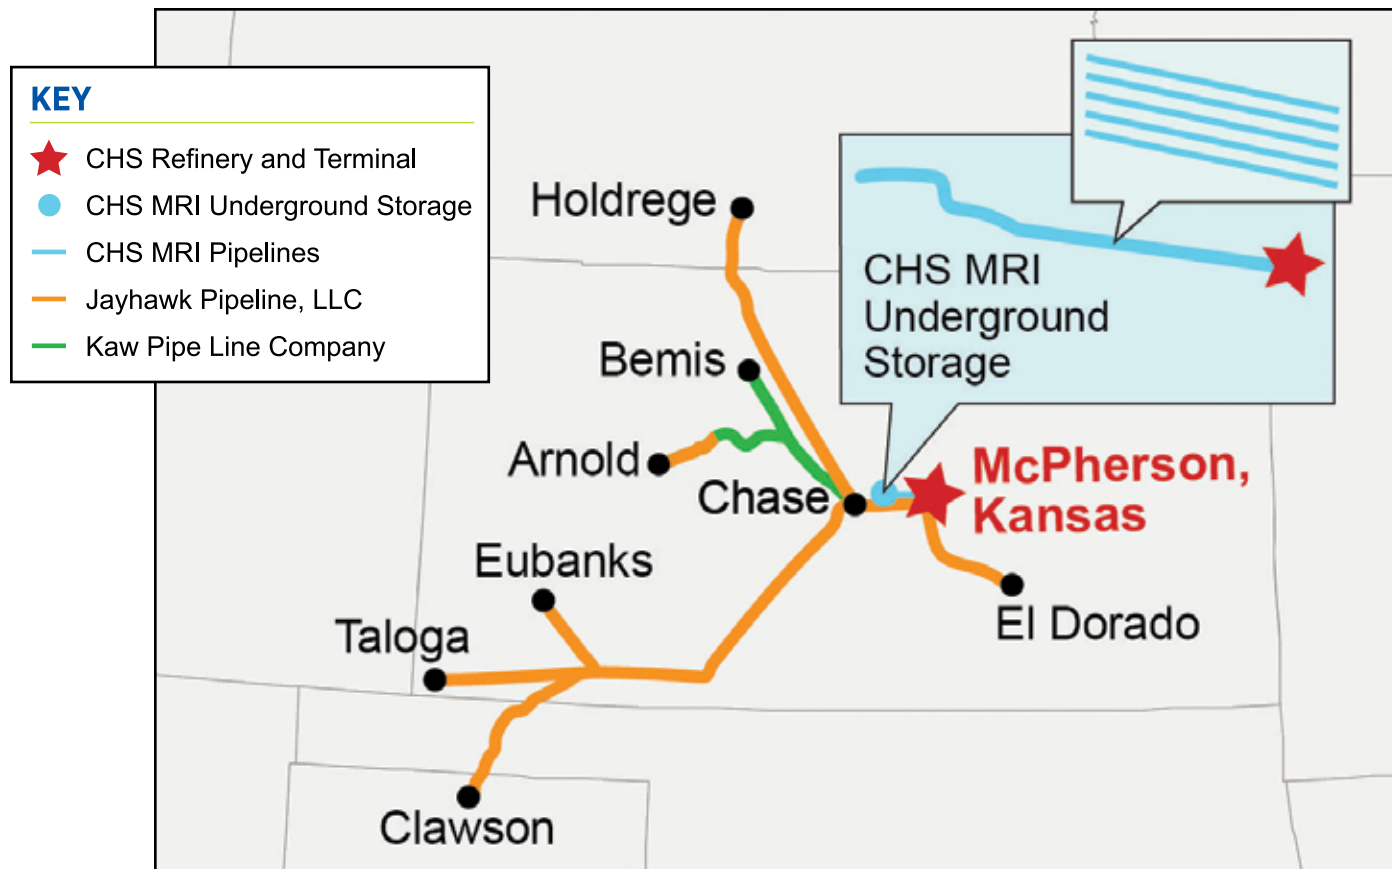 KEY
CHS Refinery and Terminal
CHS MRI Underground Storage
CHS MRI Pipelines
Jayhawk Pipeline, LLC
Kaw Pipe Line Company
Holdrege
CHS MRI
Underground
Storage
Bemis
Arnold
McPherson,
Kansas
Chase
Eubanks
El Dorado
Taloga
Clawson